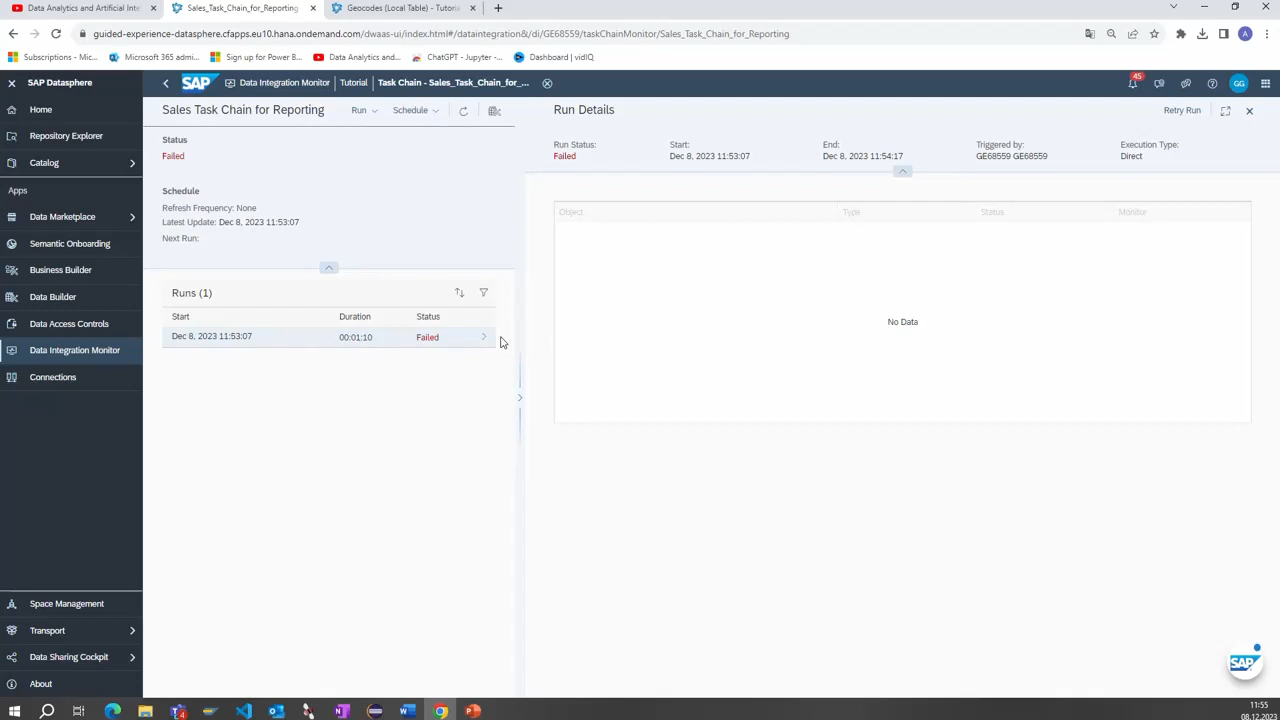 Data Analytics and Artificial Intel
Sales_Task_Chain_for_Reporting
Geocodes (Local Table) - Tutoria
guided-experience-datasphere.cfapps.eu10.hana.ondemand.com/dwaas-ui/index.html#/dataintegration&/di/GE68559/taskChainMonitor/Sales_Task_Chain_for_Reporting
Subscriptions - Mic...
Microsoft 365 admi...
Sign up for Power B...
Data Analytics and...
ChatGPT - Jupyter -...
Dashboard | vidIQ
SAP Datasphere
SAP
Data Integration Monitor
Tutorial
Task Chain - Sales_Task_Chain_for_...
45
GG
Home
Repository Explorer
Catalog
Apps
Data Marketplace
Semantic Onboarding
Business Builder
Data Builder
Data Access Controls
Data Integration Monitor
Connections
Space Management
Transport
Data Sharing Cockpit
About
Sales Task Chain for Reporting
Run
Schedule
Status
Failed
Schedule
Refresh Frequency: None
Latest Update: Dec 8, 2023 11:53:07
Next Run:
Runs (1)
Start Duration Status
Dec 8, 2023 11:53:07 00:01:10 Failed
Run Details
Retry Run
Run Status: Start: End: Triggered by: Execution Type:
Failed Dec 8, 2023 11:53:07 Dec 8, 2023 11:54:17 GE68559 GE68559 Direct
Object Type Status Monitor
No Data
SAP
11:55
08.12.2023